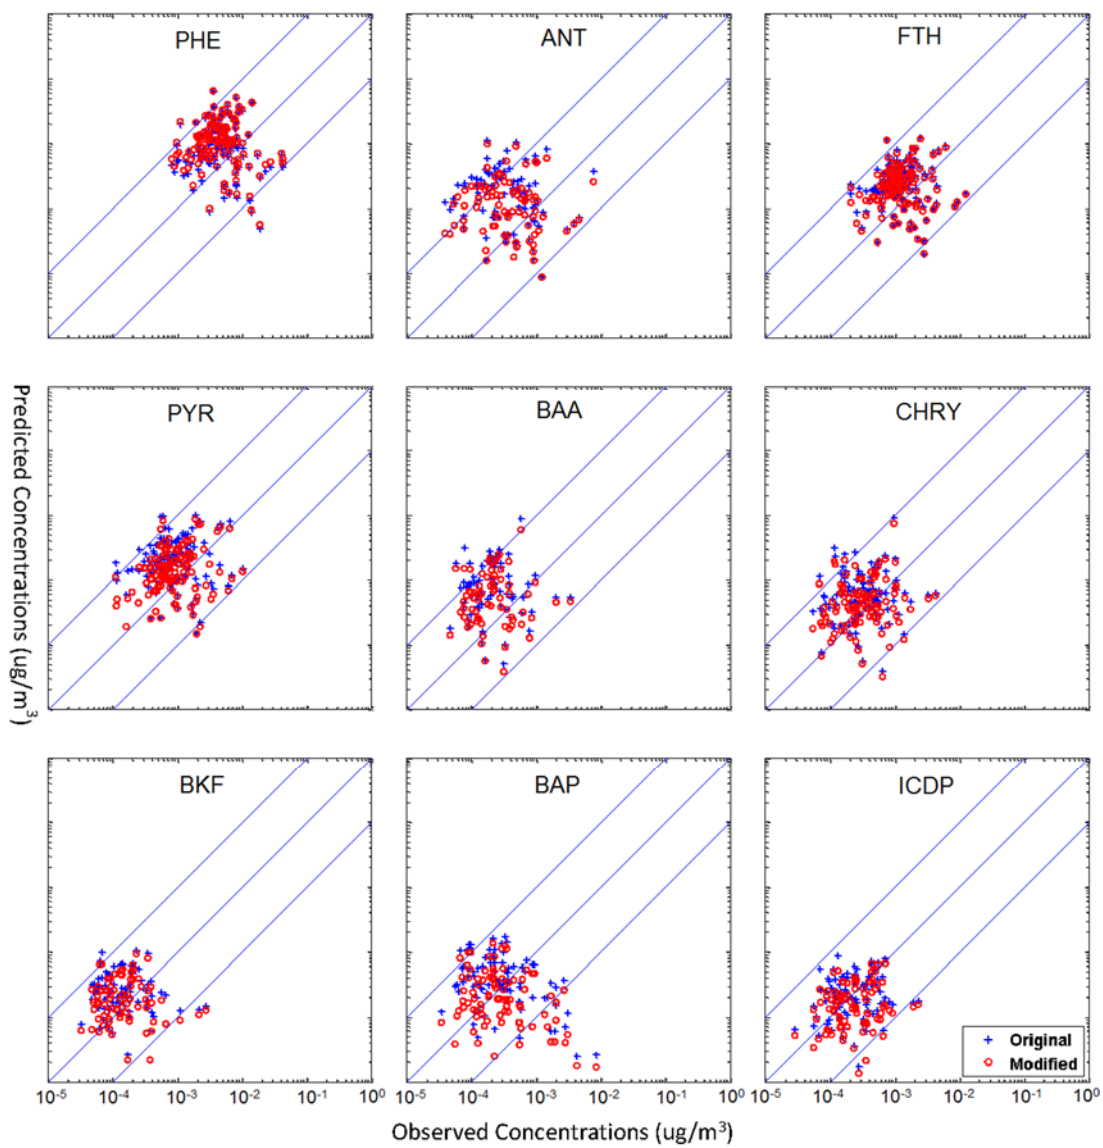 PHE
ANT
FTH
PYR
BAA
CHRY
Predicted Concentrations (ug/m³)
BKF
BAP
ICDP
Original
Modified
10⁻⁵ 10⁻⁴ 10⁻³ 10⁻² 10⁻¹ 10⁰
10⁻⁵ 10⁻⁴ 10⁻³ 10⁻² 10⁻¹ 10⁰
10⁻⁵ 10⁻⁴ 10⁻³ 10⁻² 10⁻¹ 10⁰
Observed Concentrations (ug/m³)